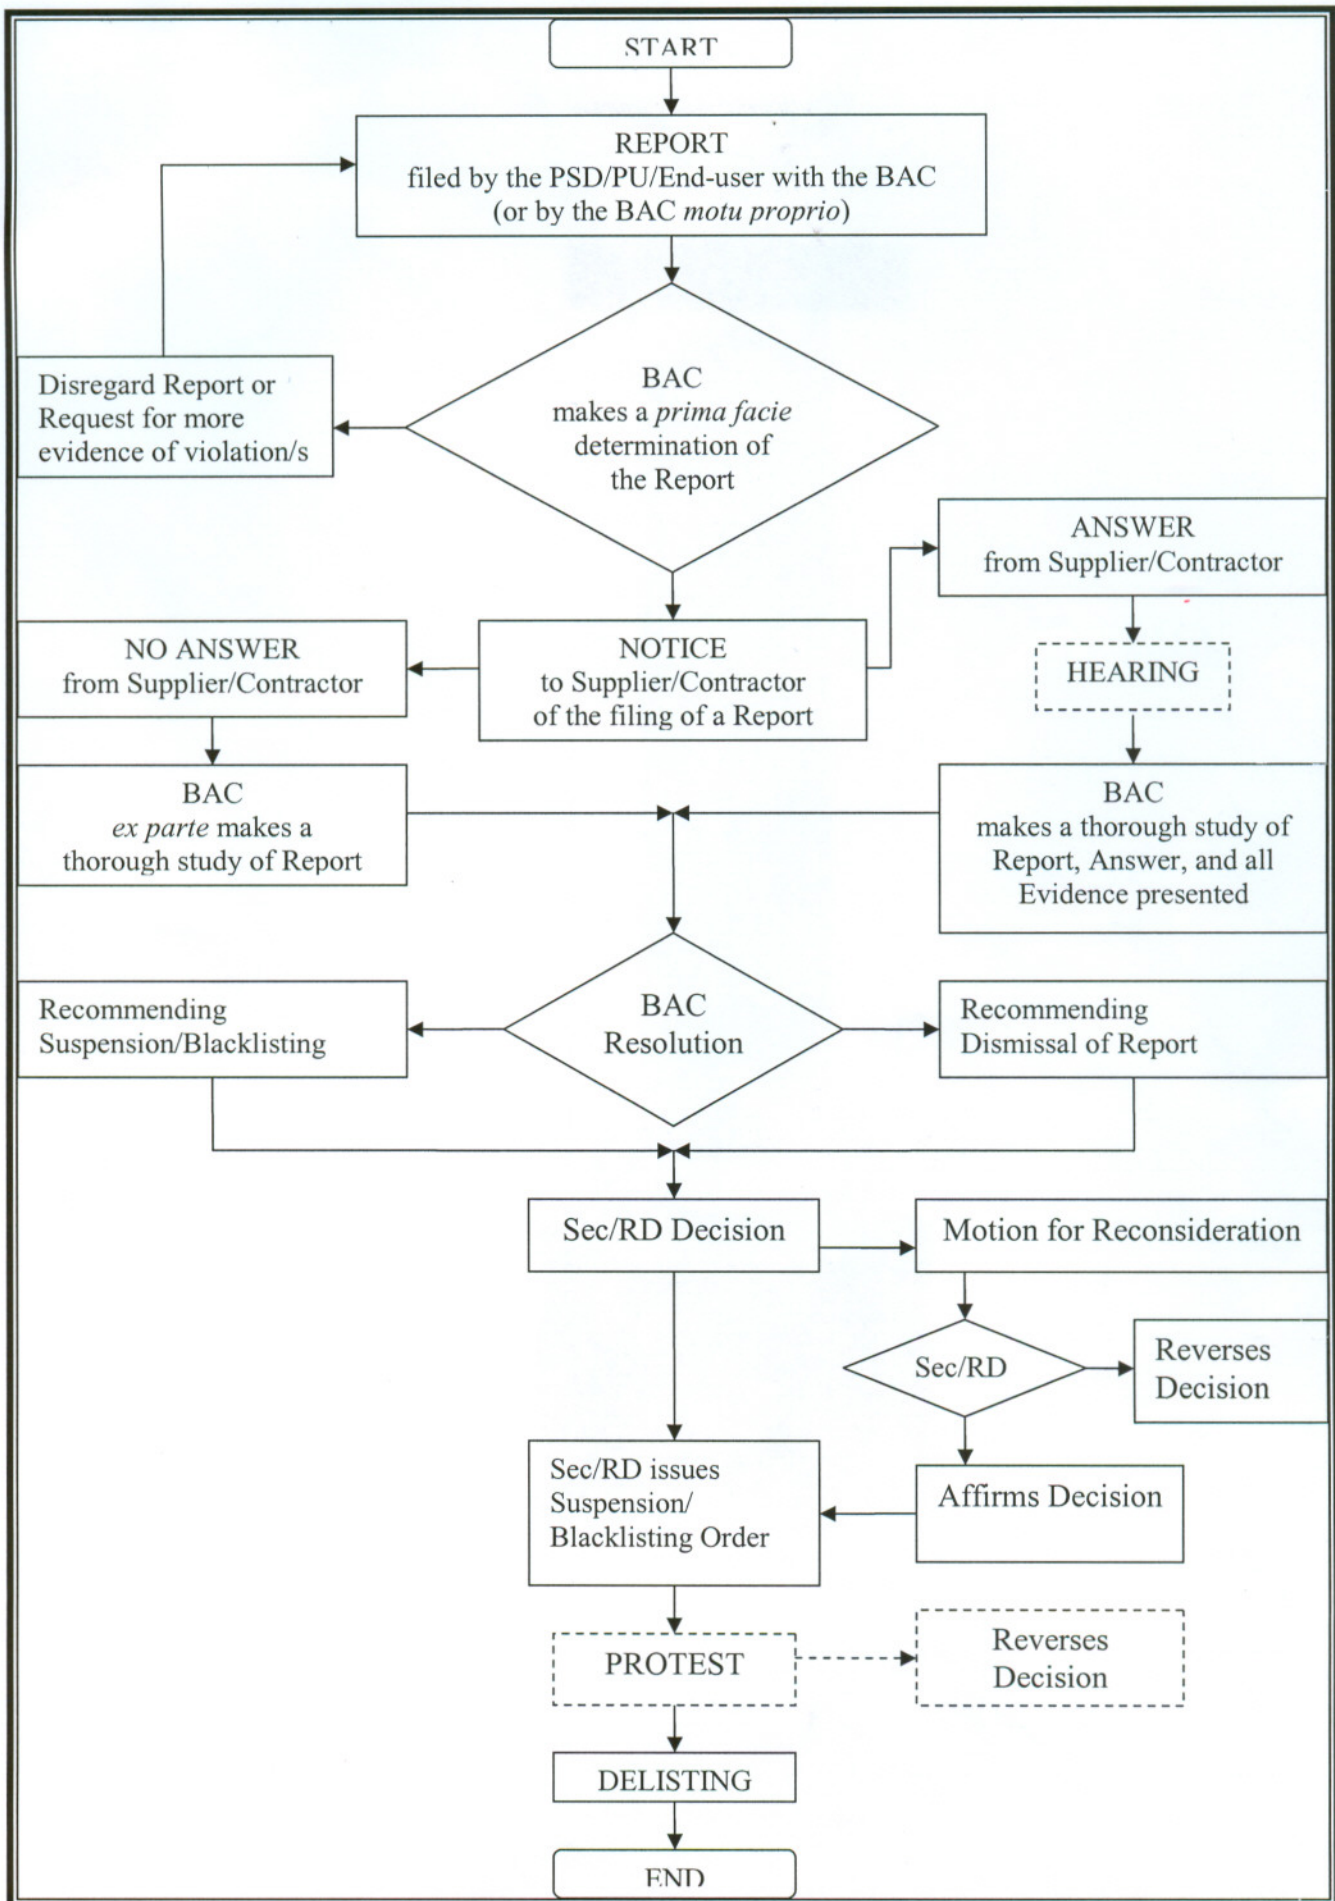 START
REPORT
filed by the PSD/PU/End-user with the BAC
(or by the BAC motu proprio)
Disregard Report or
Request for more
evidence of violation/s
BAC
makes a prima facie
determination of
the Report
ANSWER
from Supplier/Contractor
NO ANSWER
from Supplier/Contractor
NOTICE
to Supplier/Contractor
of the filing of a Report
HEARING
BAC
ex parte makes a
thorough study of Report
BAC
makes a thorough study of
Report, Answer, and all
Evidence presented
Recommending
Suspension/Blacklisting
BAC
Resolution
Recommending
Dismissal of Report
Sec/RD Decision
Motion for Reconsideration
Sec/RD
Reverses
Decision
Sec/RD issues
Suspension/
Blacklisting Order
Affirms Decision
PROTEST
Reverses
Decision
DELISTING
END